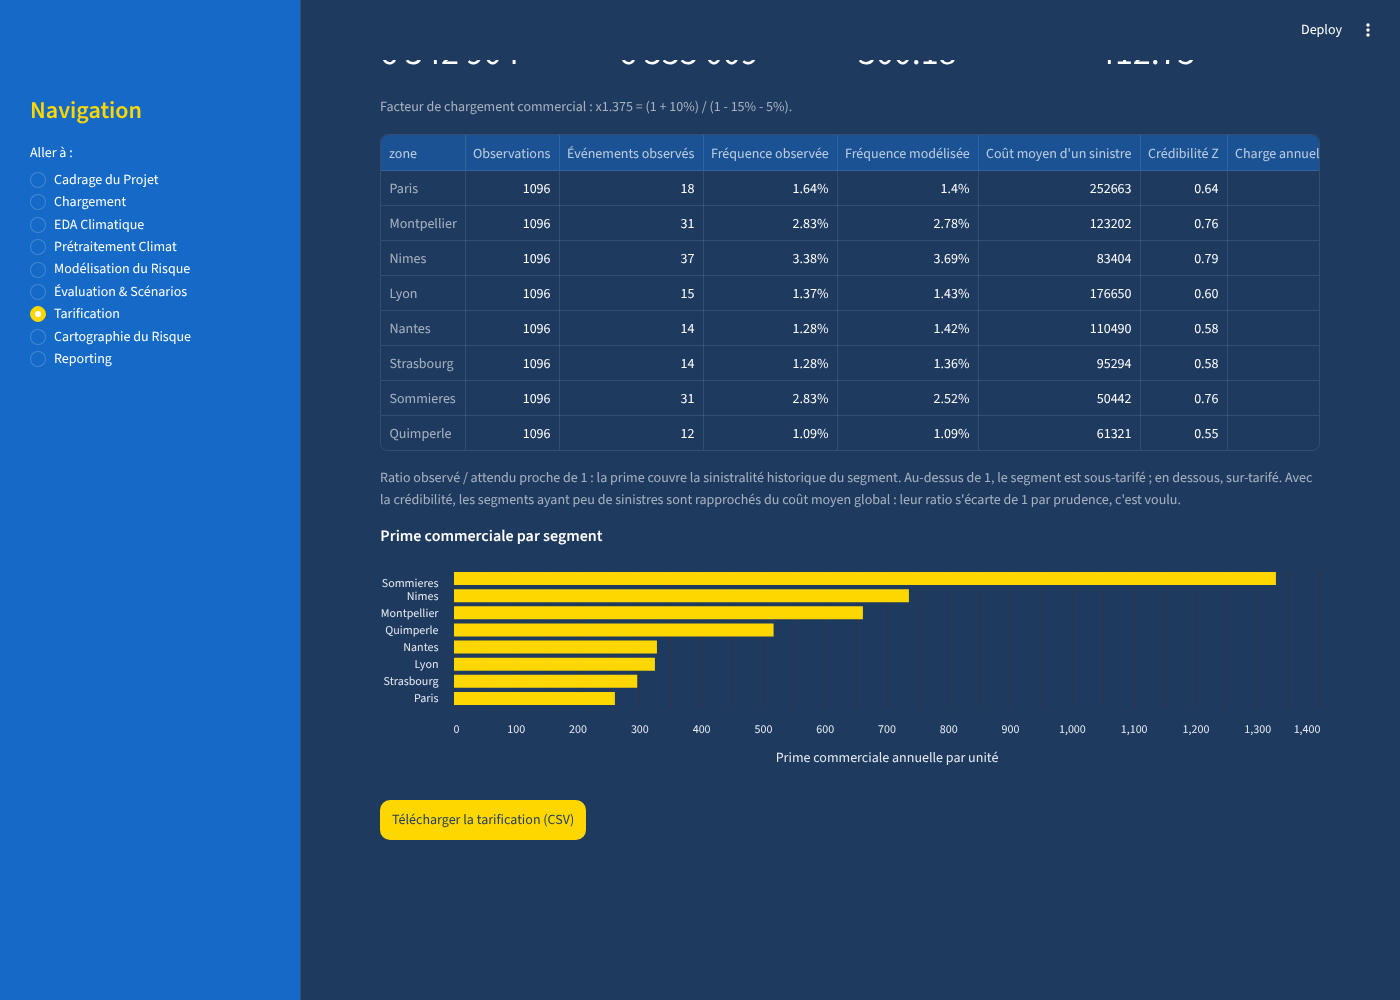 Deploy
Navigation
Aller à :
Cadrage du Projet
Chargement
EDA Climatique
Prétraitement Climat
Modélisation du Risque
Évaluation & Scénarios
Tarification
Cartographie du Risque
Reporting
Facteur de chargement commercial : x1.375 = (1 + 10%) / (1 - 15% - 5%).
zone Observations Événements observés Fréquence observée Fréquence modélisée Coût moyen d'un sinistre Crédibilité Z Charge annuel
Paris 1096 18 1.64% 1.4% 252663 0.64
Montpellier 1096 31 2.83% 2.78% 123202 0.76
Nimes 1096 37 3.38% 3.69% 83404 0.79
Lyon 1096 15 1.37% 1.43% 176650 0.60
Nantes 1096 14 1.28% 1.42% 110490 0.58
Strasbourg 1096 14 1.28% 1.36% 95294 0.58
Sommieres 1096 31 2.83% 2.52% 50442 0.76
Quimperle 1096 12 1.09% 1.09% 61321 0.55
Ratio observé / attendu proche de 1 : la prime couvre la sinistralité historique du segment. Au-dessus de 1, le segment est sous-tarifé ; en dessous, sur-tarifé. Avec
la crédibilité, les segments ayant peu de sinistres sont rapprochés du coût moyen global : leur ratio s'écarte de 1 par prudence, c'est voulu.
Prime commerciale par segment
Sommieres
Nimes
Montpellier
Quimperle
Nantes
Lyon
Strasbourg
Paris
0 100 200 300 400 500 600 700 800 900 1,000 1,100 1,200 1,300 1,400
Prime commerciale annuelle par unité
Télécharger la tarification (CSV)